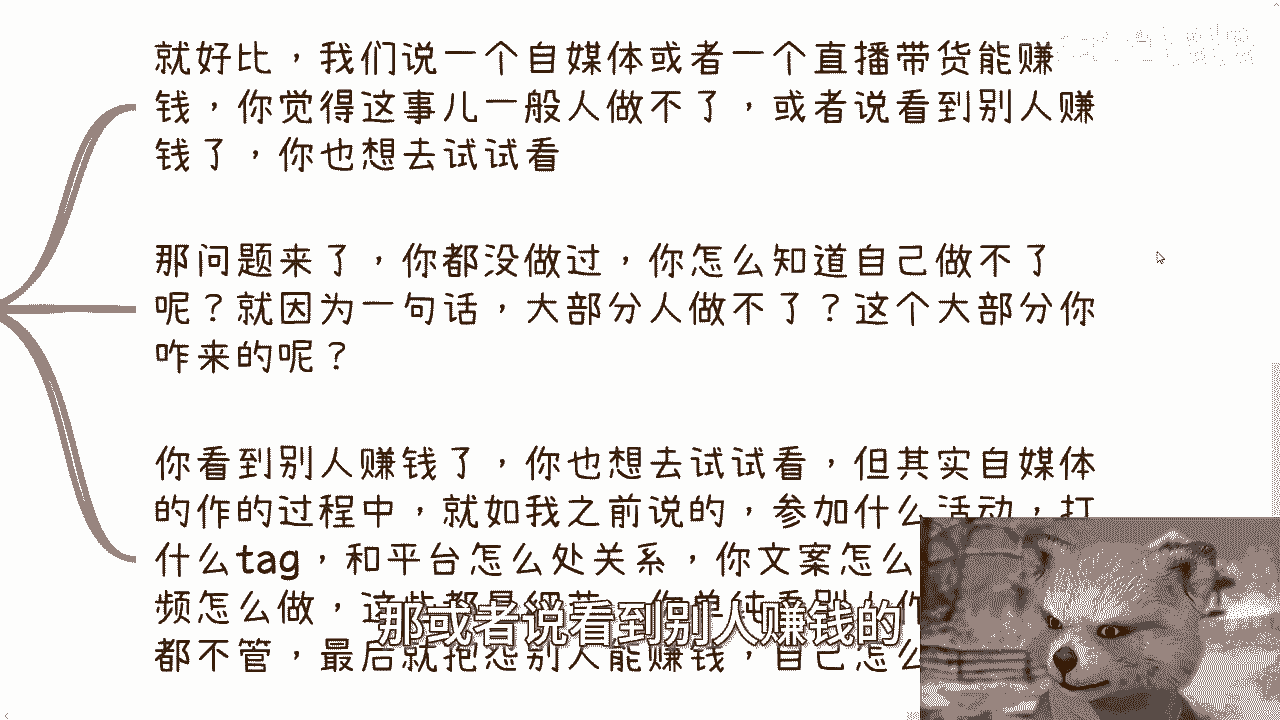 就好比，我们说一个自媒体或者一个直播带货能赚
钱，你觉得这事儿一般人做不了，或者说看到别人赚
钱了，你也想去试试看
那问题来了，你都没做过，你怎么知道自己做不了
呢？就因为一句话，大部分人做不了？这个大部分你
咋来的呢？
你看到别人赚钱了，你也想去试试看，但其实自媒体
的作的过程中，就如我之前说的，参加什么活动，打
什么tag，和平台怎么处关系，你文案怎么
频怎么做，这些都是细节，你单纯看别人
都不管，最后就把怼别人能赚钱，自己怎么
那或者说看到别人赚钱的